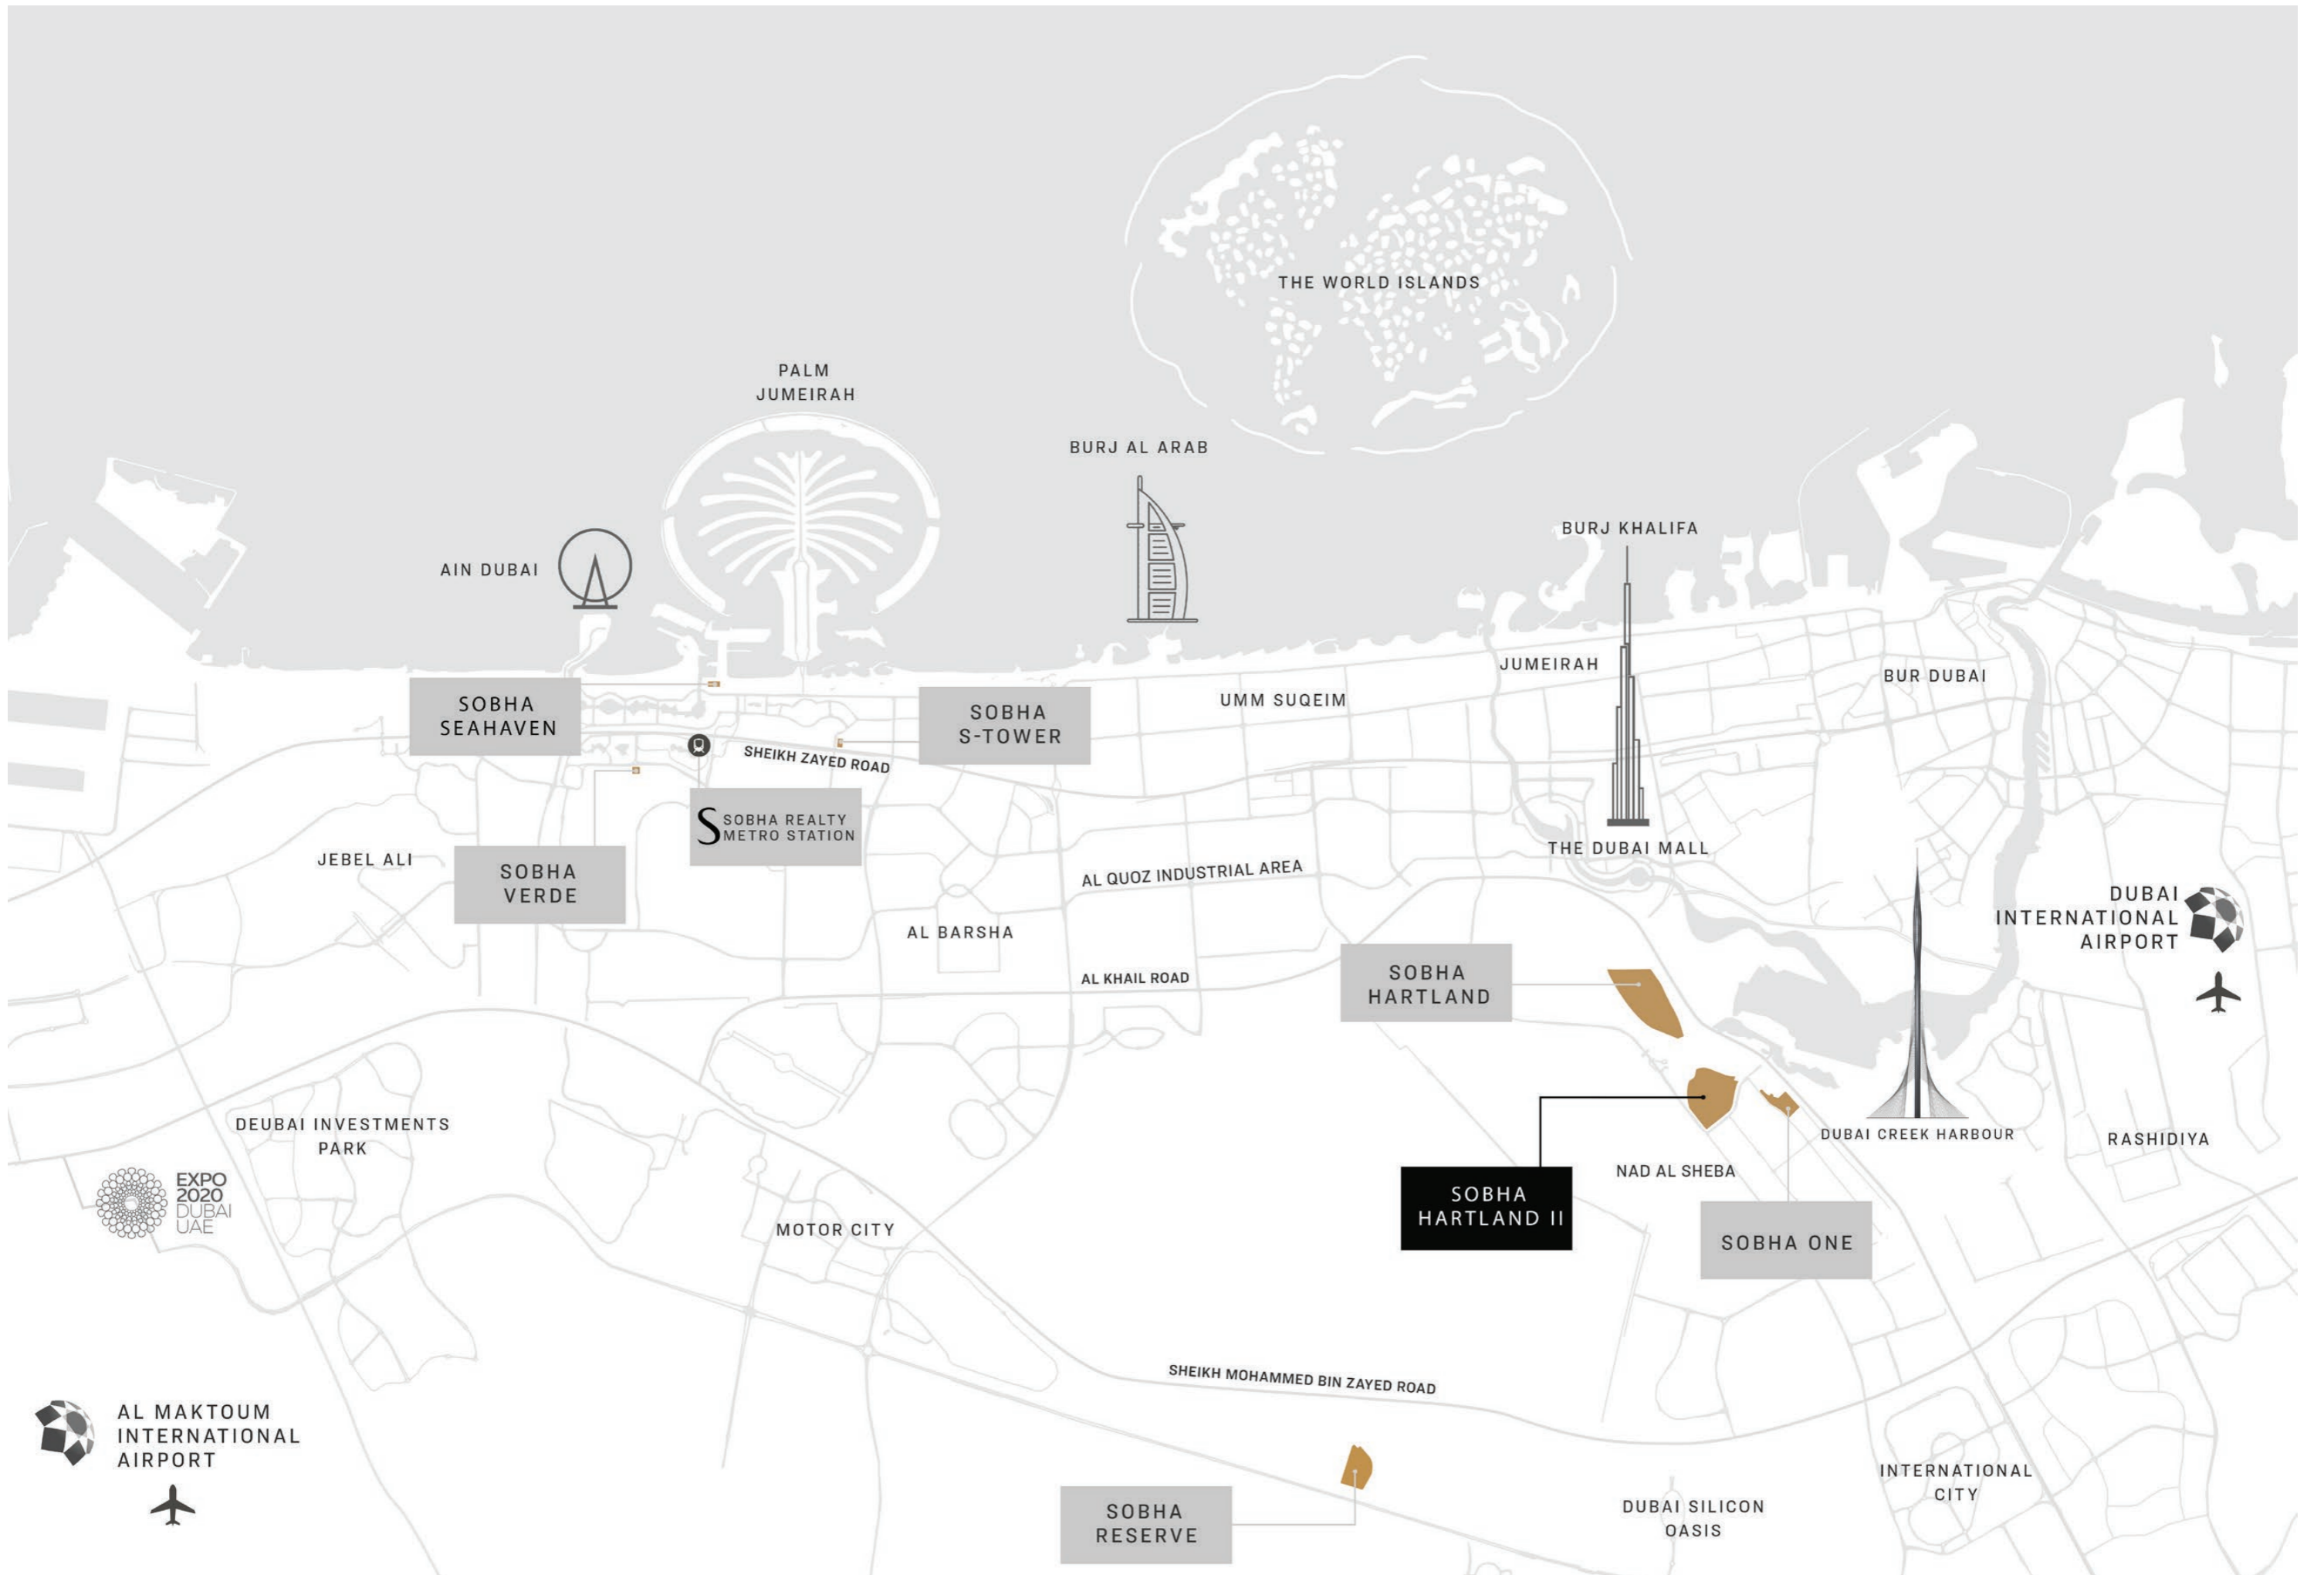 THE WORLD ISLANDS
PALM
JUMEIRAH
BURJ AL ARAB
BURJ KHALIFA
AIN DUBAI
JUMEIRAH
BUR DUBAI
UMM SUQEIM
SOBHA
SEAHAVEN
SOBHA
S-TOWER
SHEIKH ZAYED ROAD
S SOBHA REALTY
METRO STATION
JEBEL ALI
SOBHA
VERDE
THE DUBAI MALL
AL QUOZ INDUSTRIAL AREA
DUBAI
INTERNATIONAL
AIRPORT
AL BARSHA
AL KHAIL ROAD
SOBHA
HARTLAND
DEUBAI INVESTMENTS
PARK
DUBAI CREEK HARBOUR
RASHIDIYA
NAD AL SHEBA
EXPO
2020
DUBAI
UAE
SOBHA
HARTLAND II
MOTOR CITY
SOBHA ONE
SHEIKH MOHAMMED BIN ZAYED ROAD
AL MAKTOUM
INTERNATIONAL
AIRPORT
INTERNATIONAL
CITY
SOBHA
RESERVE
DUBAI SILICON
OASIS